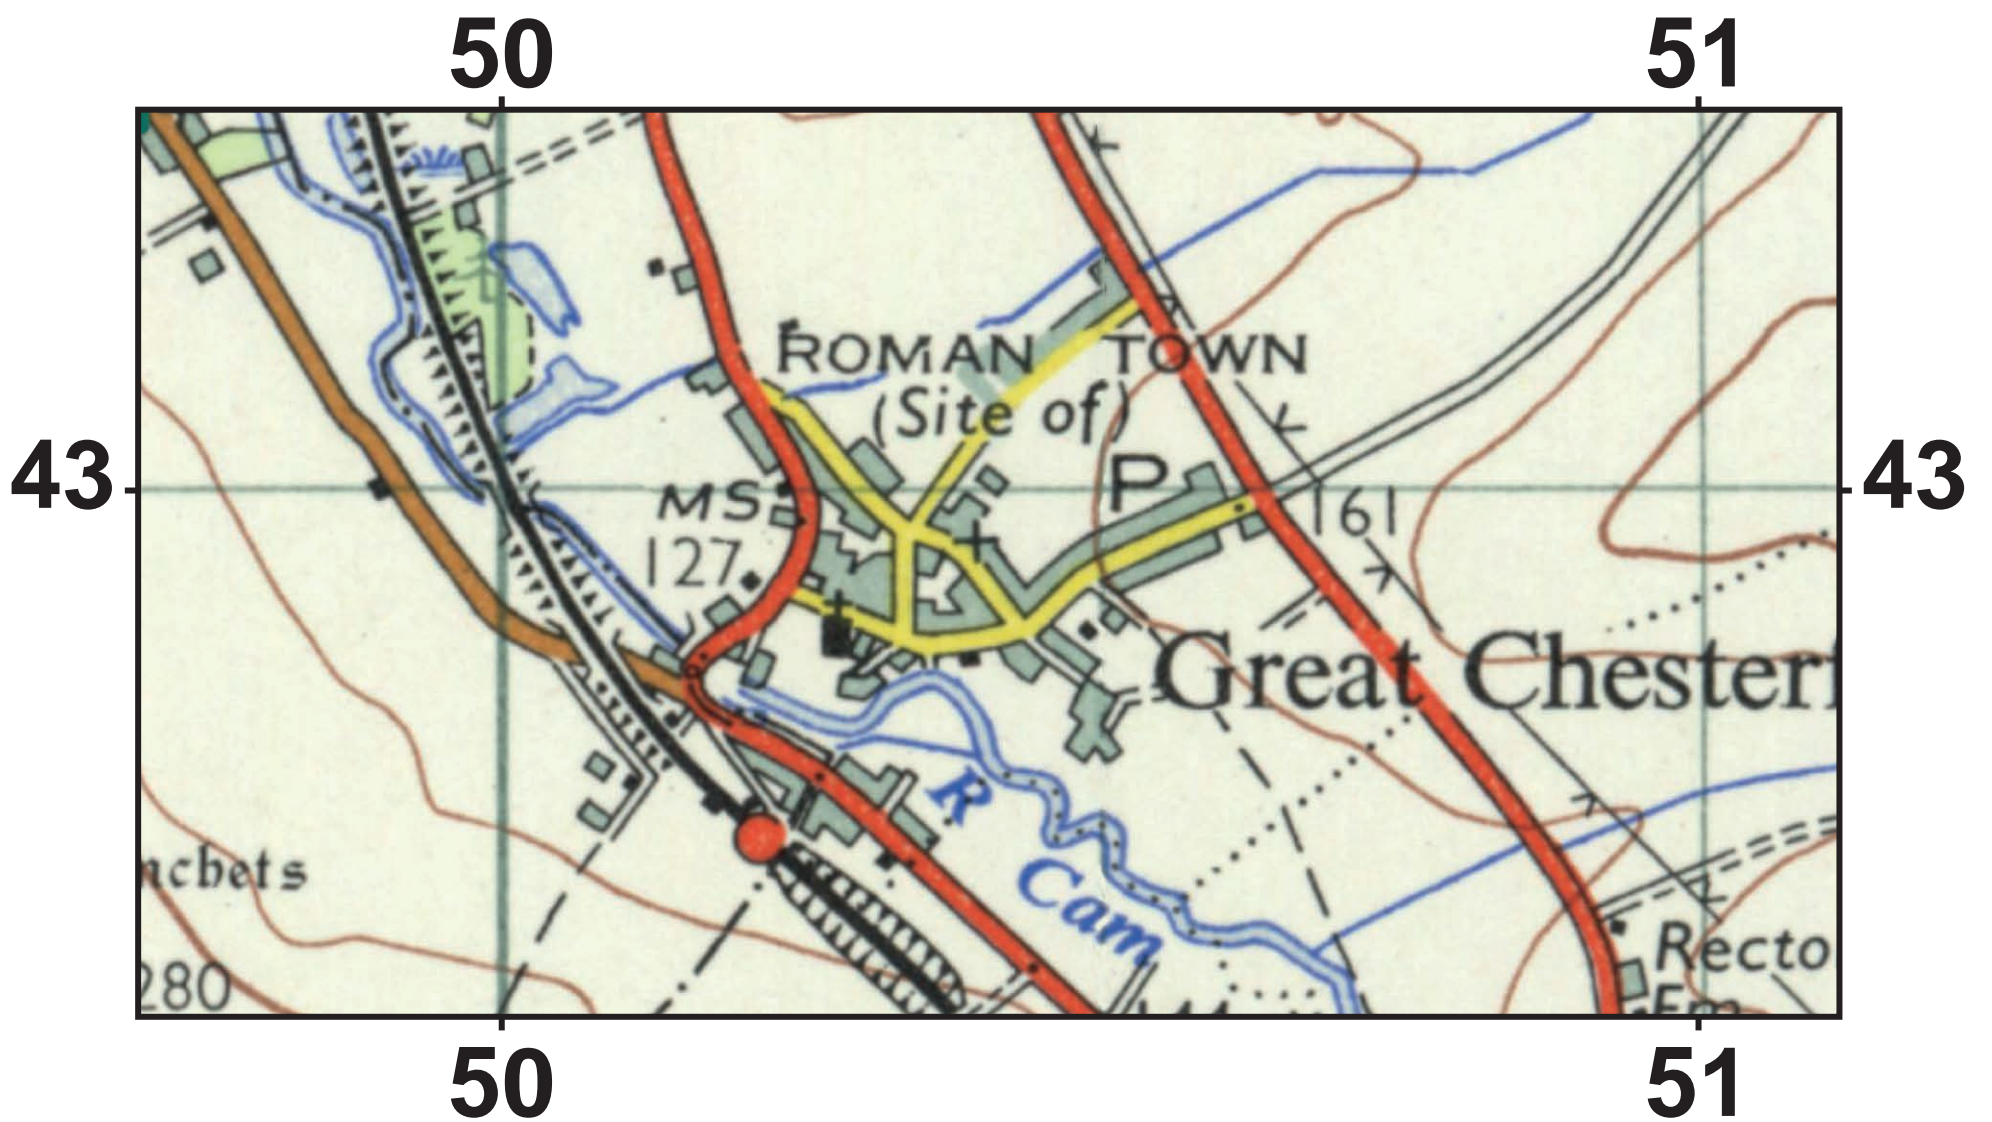 50 51
ROMAN TOWN
(Site of)
43 43
P
MS
127
161
Great Chesterf
R
Cam
ncbets
280
Recto
Fm
50 51